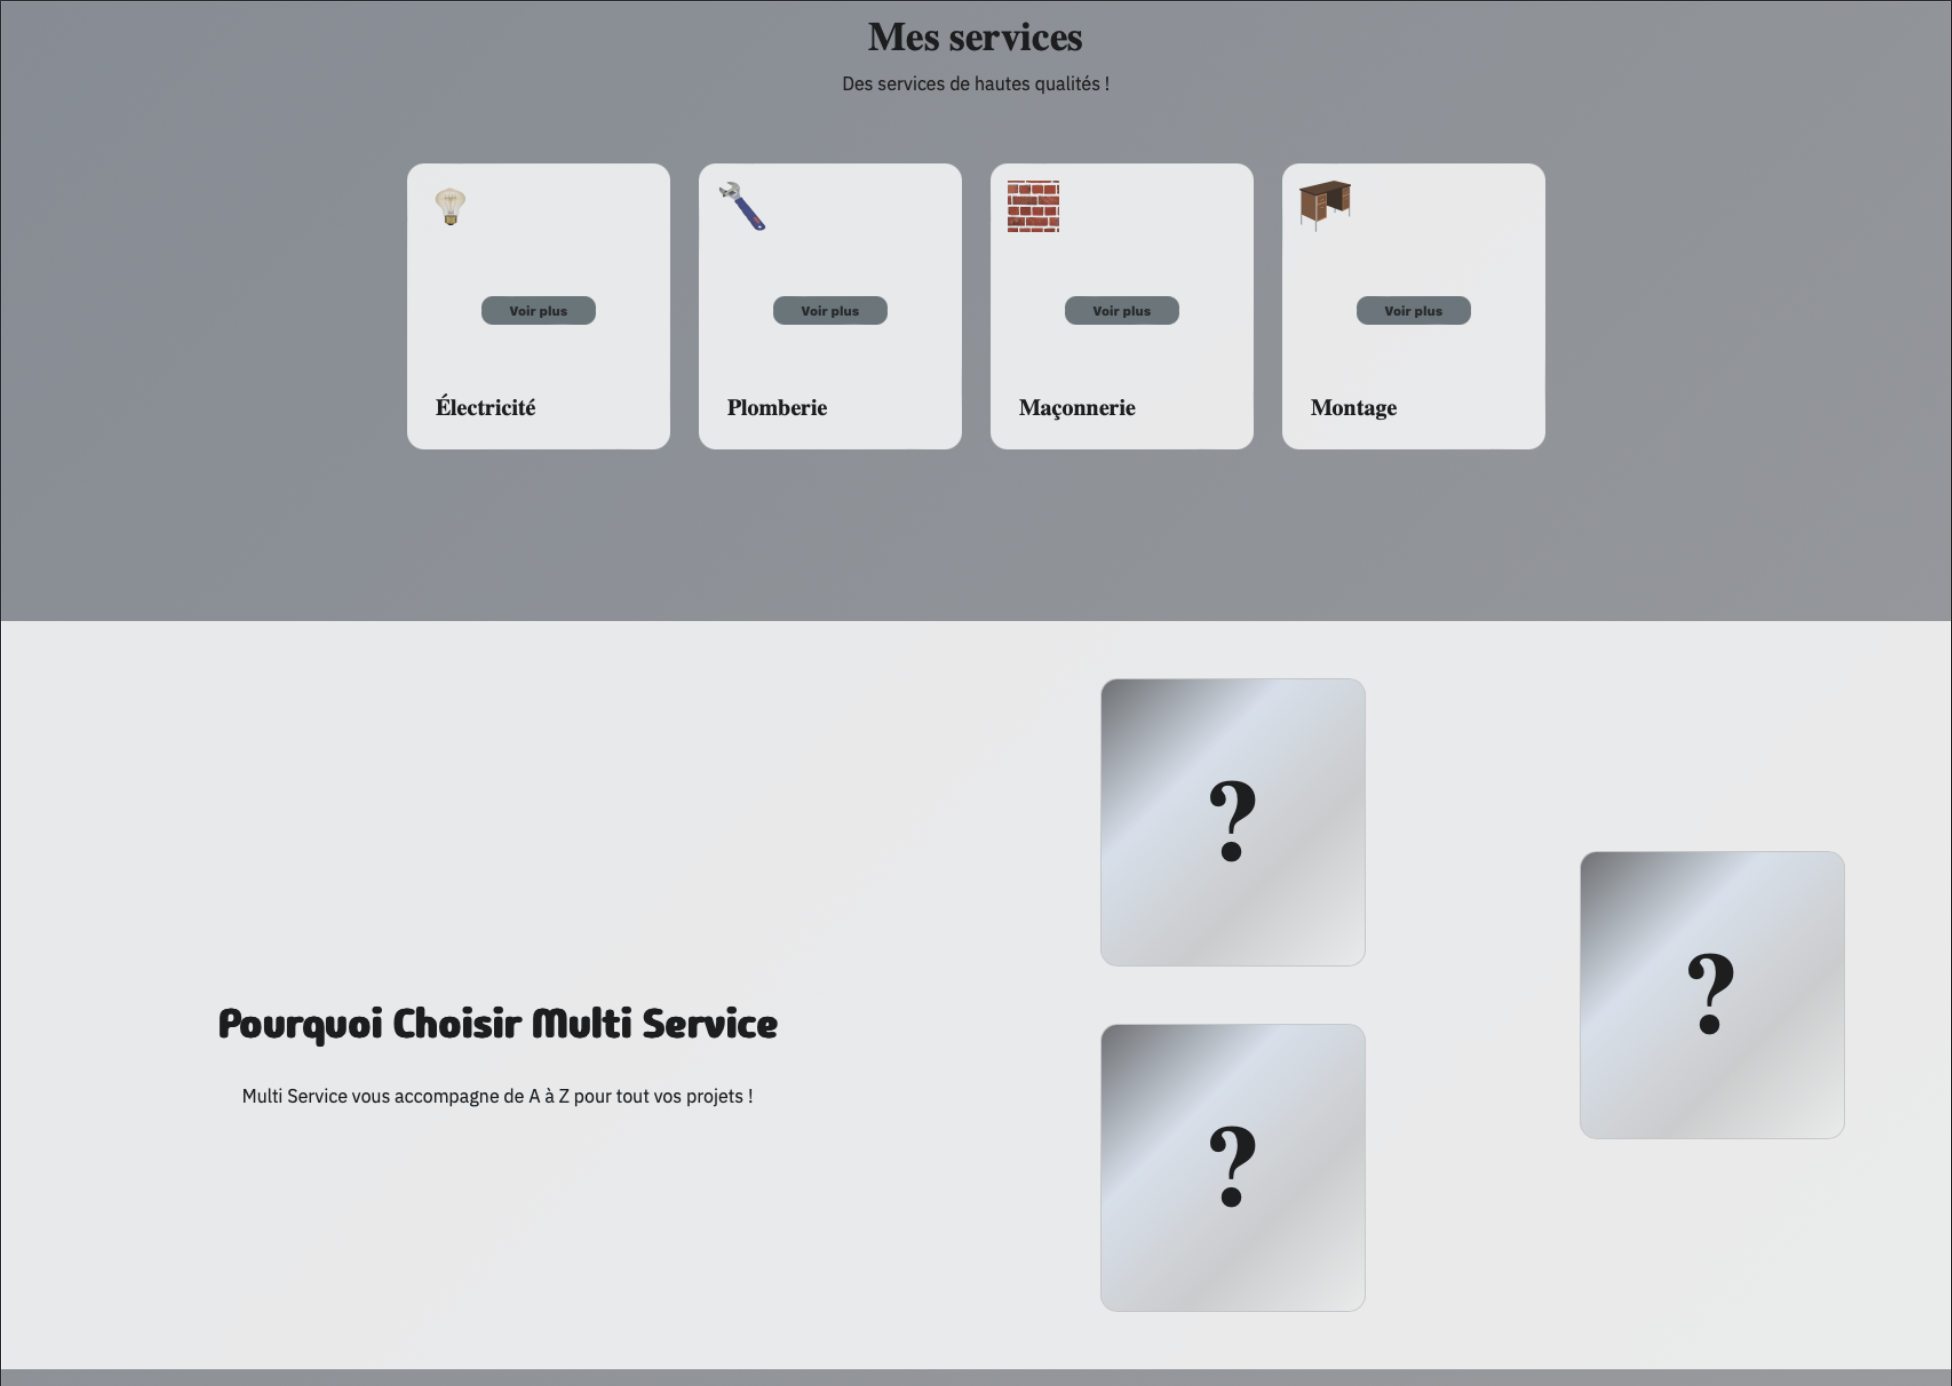 Mes services
Des services de hautes qualités !
Voir plus
Voir plus
Voir plus
Voir plus
Électricité
Plomberie
Maçonnerie
Montage
?
?
Pourquoi Choisir Multi Service
Multi Service vous accompagne de A à Z pour tout vos projets !
?